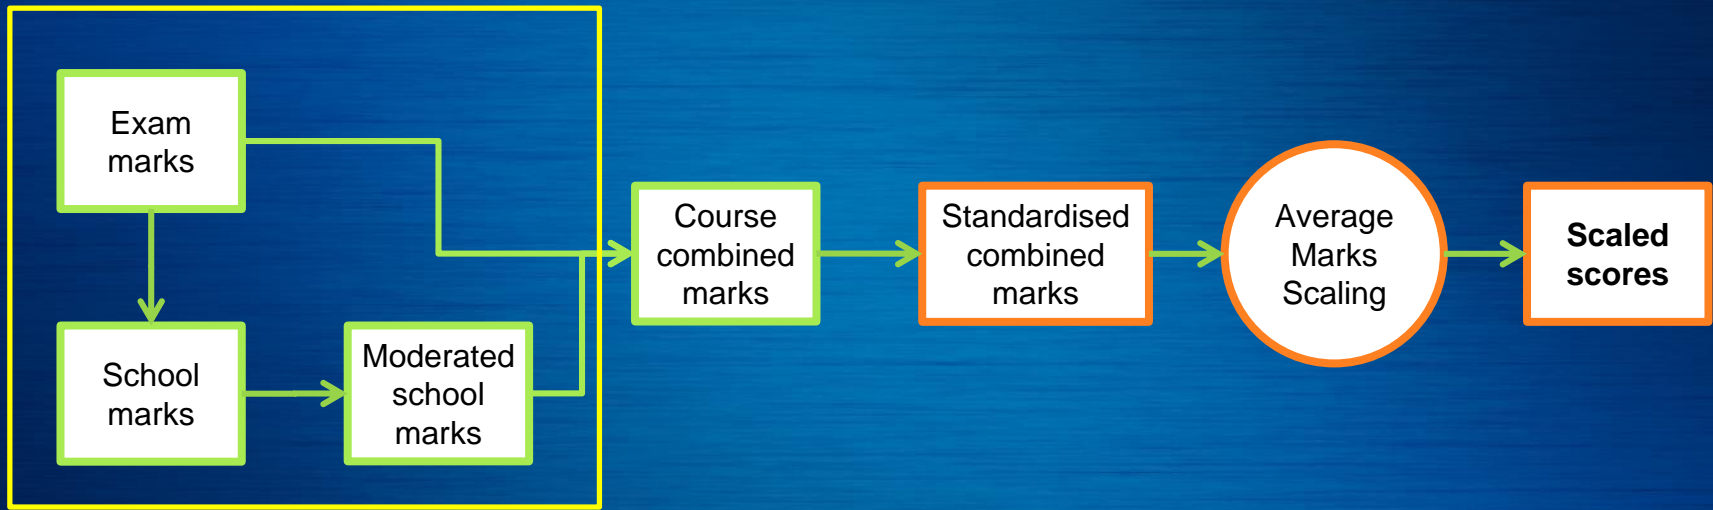 Exam
marks
School
marks
Moderated
school
marks
Course
combined
marks
Standardised
combined
marks
Average
Marks
Scaling
Scaled
scores